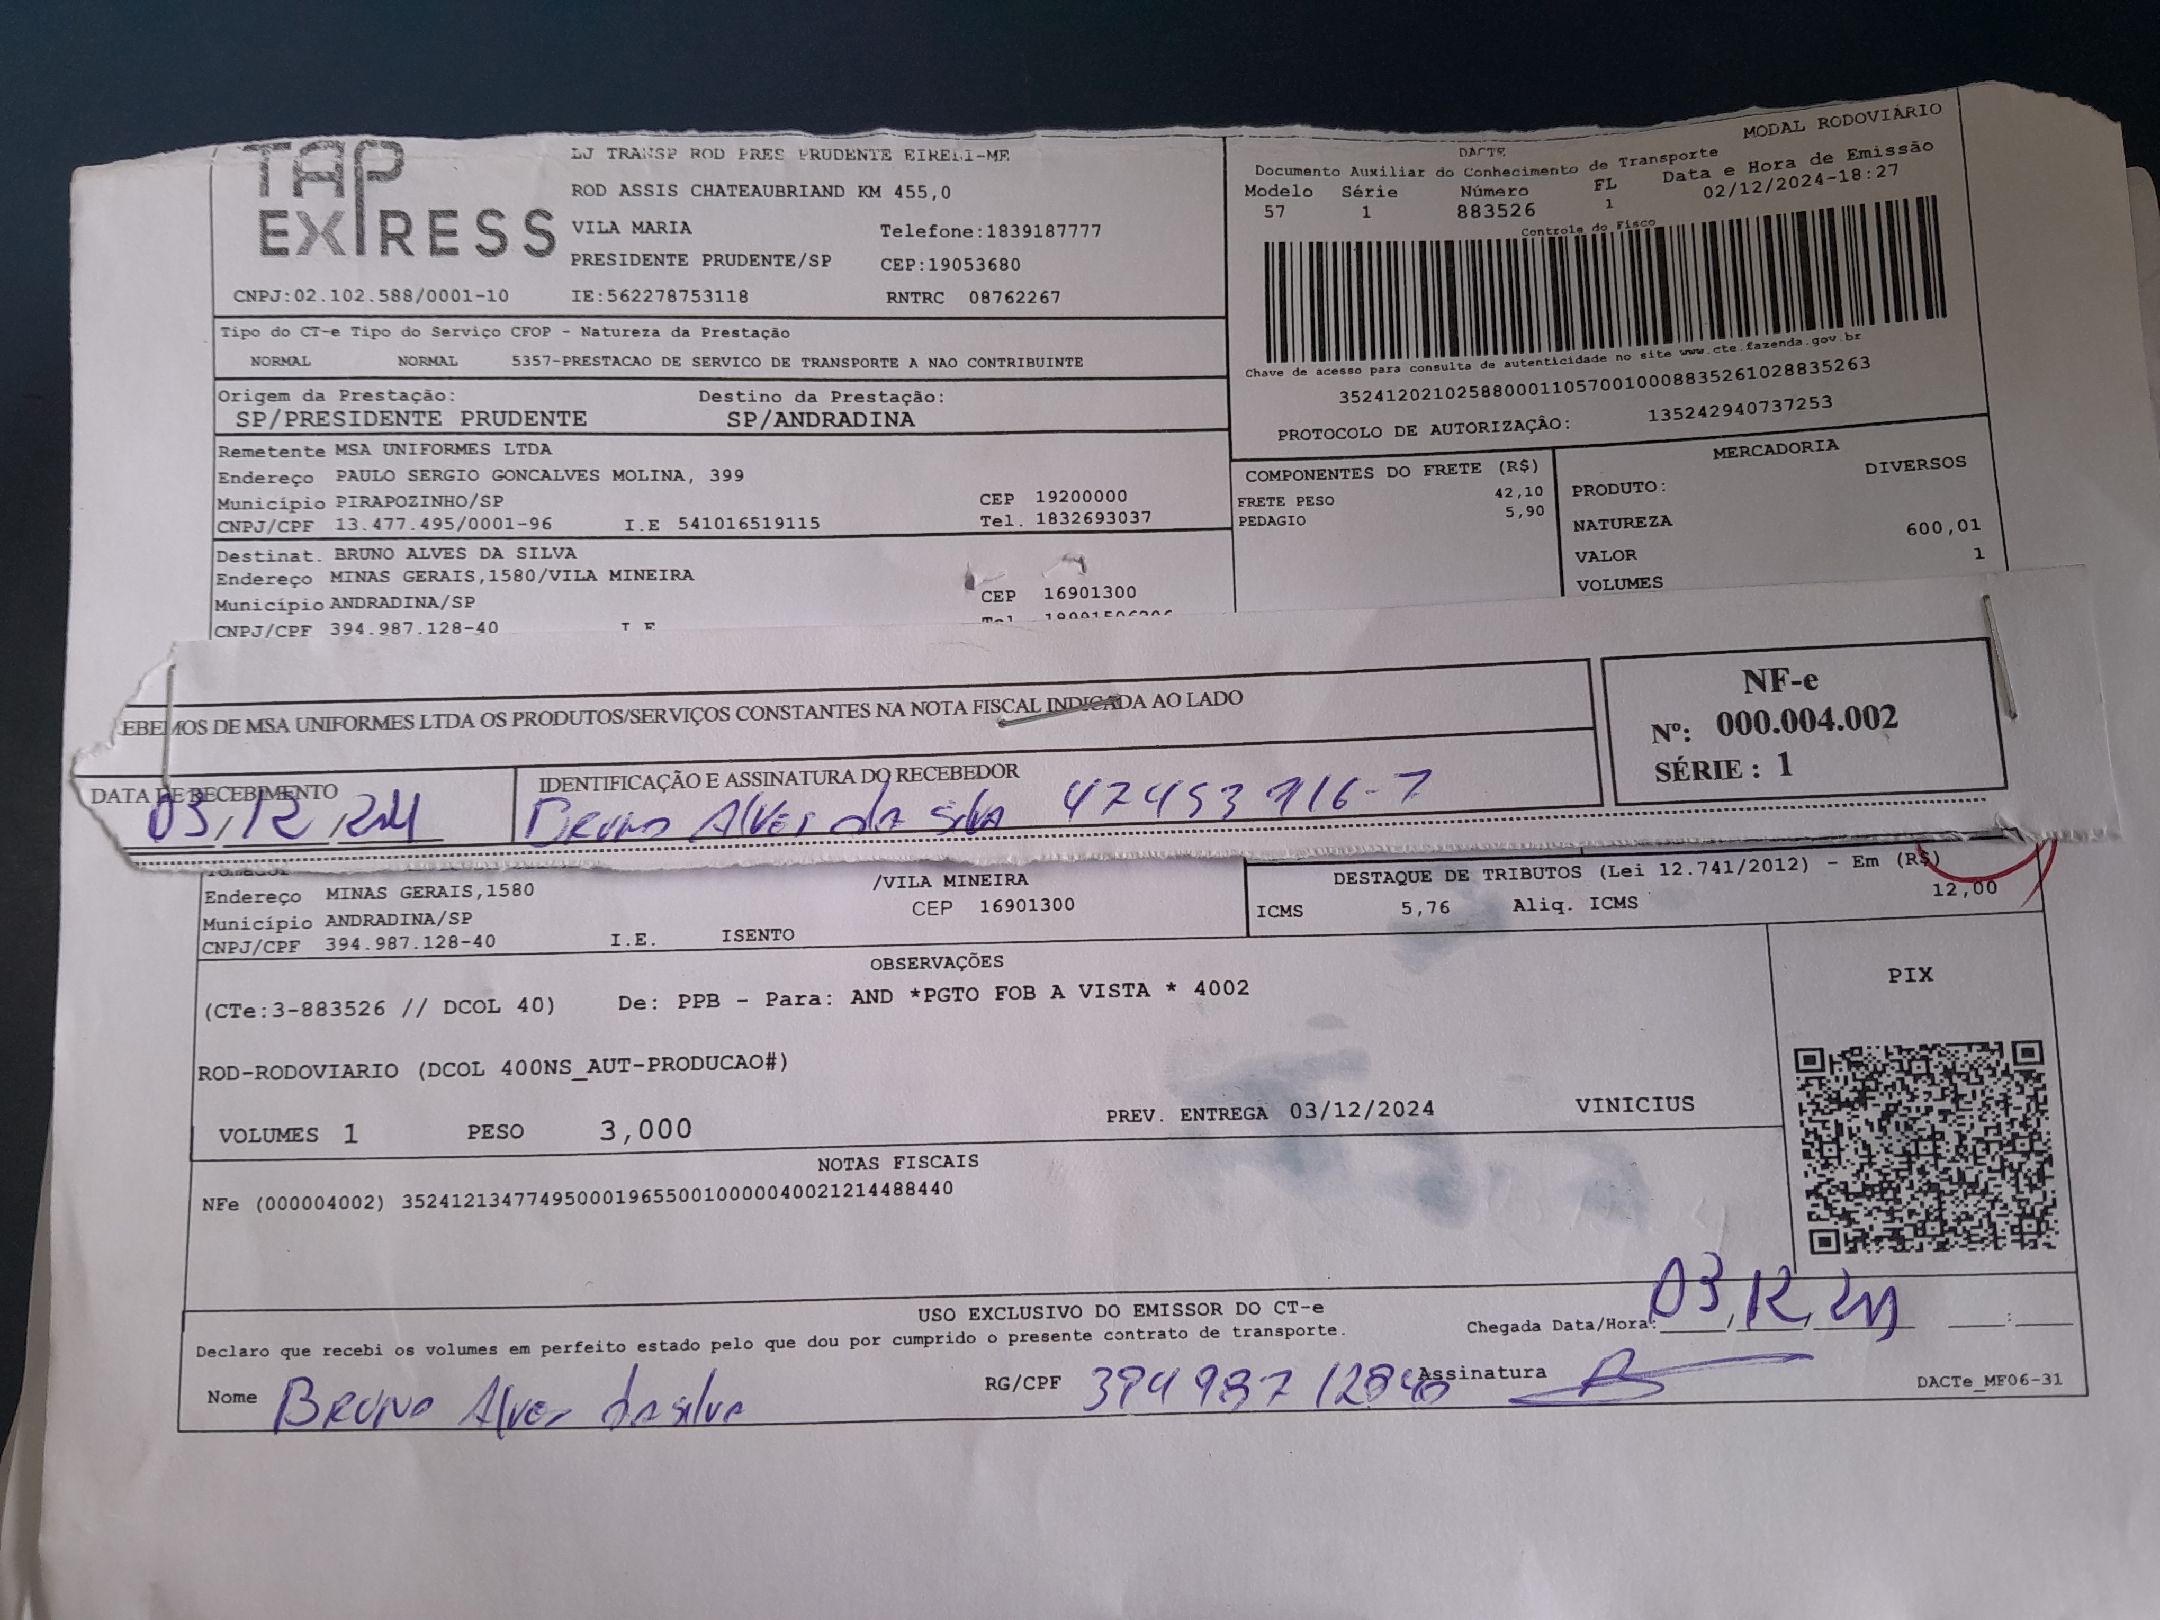 TAP EXPRESS
LJ TRANSP ROD PRES PRUDENTE EIRELI-ME
ROD ASSIS CHATEAUBRIAND KM 455,0
VILA MARIA Telefone:1839187777
PRESIDENTE PRUDENTE/SP CEP:19053680
CNPJ:02.102.588/0001-10 IE:562278753118 RNTRC 08762267
Tipo do CT-e Tipo do Serviço CFOP - Natureza da Prestação
NORMAL NORMAL 5357-PRESTACAO DE SERVICO DE TRANSPORTE A NAO CONTRIBUINTE
Origem da Prestação: Destino da Prestação:
SP/PRESIDENTE PRUDENTE SP/ANDRADINA
Remetente MSA UNIFORMES LTDA
Endereço PAULO SERGIO GONCALVES MOLINA, 399
Município PIRAPOZINHO/SP CEP 19200000
CNPJ/CPF 13.477.495/0001-96 I.E 541016519115 Tel. 1832693037
Destinat. BRUNO ALVES DA SILVA
Endereço MINAS GERAIS,1580/VILA MINEIRA
Município ANDRADINA/SP CEP 16901300
CNPJ/CPF 394.987.128-40 I E Tel
DACTE MODAL RODOVIÁRIO
Documento Auxiliar do Conhecimento de Transporte
Modelo Série Número FL Data e Hora de Emissão
57 1 883526 1 02/12/2024-18:27
Controle do Fisco
Chave de acesso para consulta de autenticidade no site www.cte.fazenda.gov.br
35241202102588000110570010008835261028835263
PROTOCOLO DE AUTORIZAÇÂO: 135242940737253
COMPONENTES DO FRETE (R$)
FRETE PESO 42,10
PEDAGIO 5,90
MERCADORIA
PRODUTO: DIVERSOS
NATUREZA
VALOR 600,01
VOLUMES 1
EBEMOS DE MSA UNIFORMES LTDA OS PRODUTOS/SERVIÇOS CONSTANTES NA NOTA FISCAL INDICADA AO LADO
NF-e
Nº: 000.004.002
SÉRIE : 1
DATA DE RECEBIMENTO IDENTIFICAÇÃO E ASSINATURA DO RECEBEDOR
03/12/24 Bruno Alves da Silva 47453716-7
Tomador
Endereço MINAS GERAIS,1580 /VILA MINEIRA
Município ANDRADINA/SP CEP 16901300
CNPJ/CPF 394.987.128-40 I.E. ISENTO
DESTAQUE DE TRIBUTOS (Lei 12.741/2012) - Em (R$)
ICMS 5,76 Aliq. ICMS 12,00
OBSERVAÇÕES
(CTe:3-883526 // DCOL 40) De: PPB - Para: AND *PGTO FOB A VISTA * 4002
ROD-RODOVIARIO (DCOL 400NS_AUT-PRODUCAO#)
VOLUMES 1 PESO 3,000 PREV. ENTREGA 03/12/2024 VINICIUS
PIX
NOTAS FISCAIS
NFe (000004002) 35241213477495000196550010000040021214488440
USO EXCLUSIVO DO EMISSOR DO CT-e
Declaro que recebi os volumes em perfeito estado pelo que dou por cumprido o presente contrato de transporte.
Chegada Data/Hora: 03/12/24 :
Nome Bruno Alves da Silva RG/CPF 39498712840 Assinatura
DACTe_MF06-31